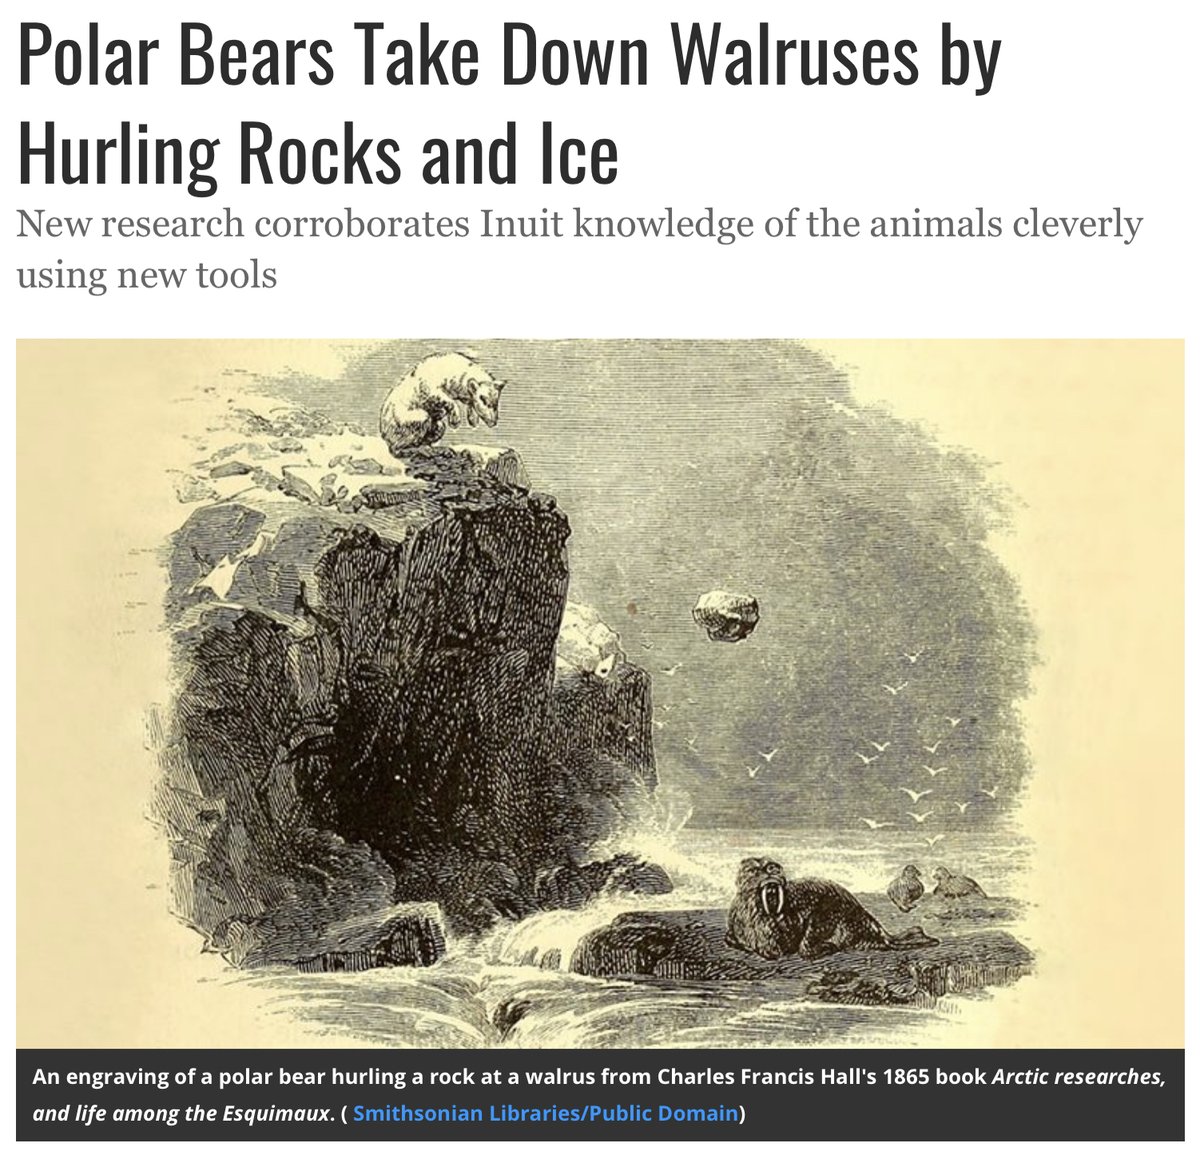 Polar Bears Take Down Walruses by
Hurling Rocks and Ice
New research corroborates Inuit knowledge of the animals cleverly
using new tools
An engraving of a polar bear hurling a rock at a walrus from Charles Francis Hall's 1865 book Arctic researches,
and life among the Esquimaux. ( Smithsonian Libraries/Public Domain)